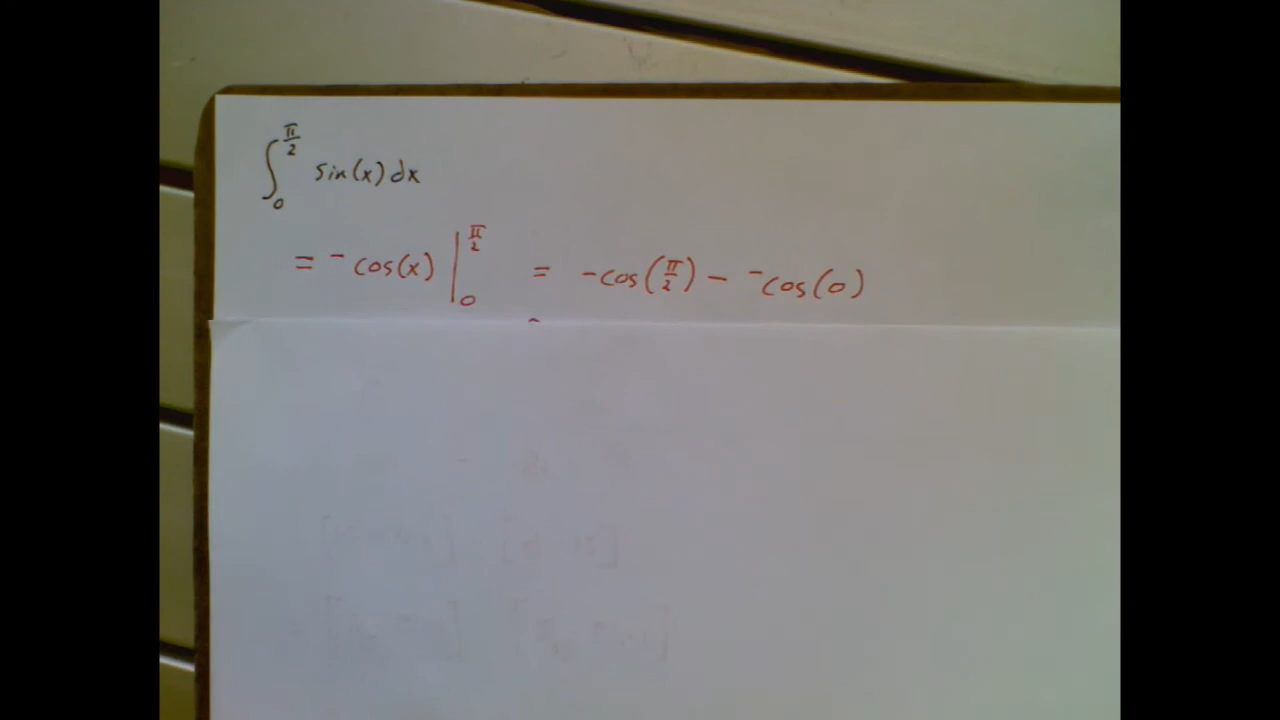 ∫₀^{π/2} sin(x) dx
= ⁻cos(x) |₀^{π/2} = -cos(π/2) - ⁻cos(0)